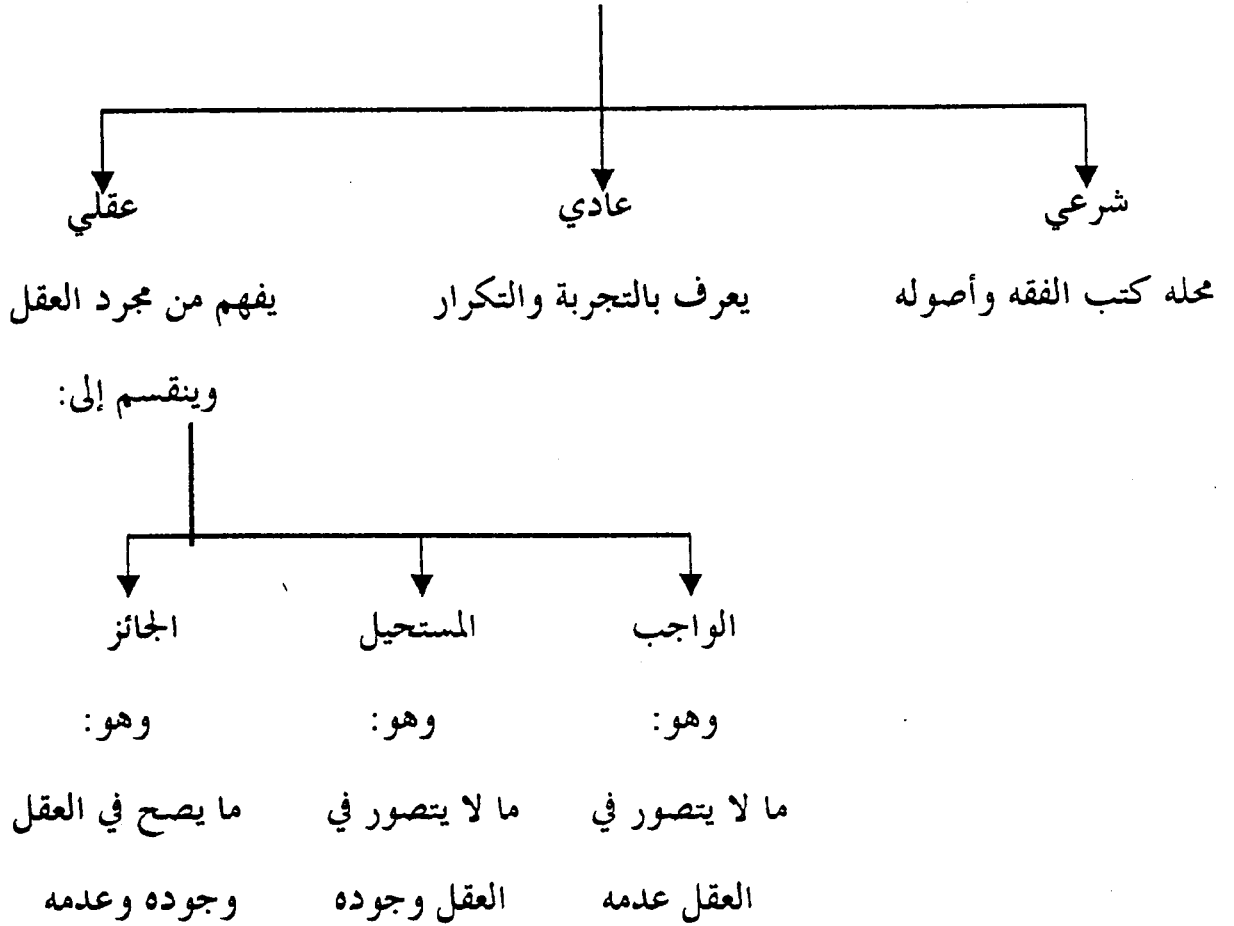 شرعي
عادي
عقلي
محله كتب الفقه وأصوله
يعرف بالتجربة والتكرار
يفهم من مجرد العقل
وينقسم إلى:
الواجب
المستحيل
الجائز
وهو:
وهو:
وهو:
ما لا يتصور في
العقل عدمه
ما لا يتصور في
العقل وجوده
ما يصح في العقل
وجوده وعدمه